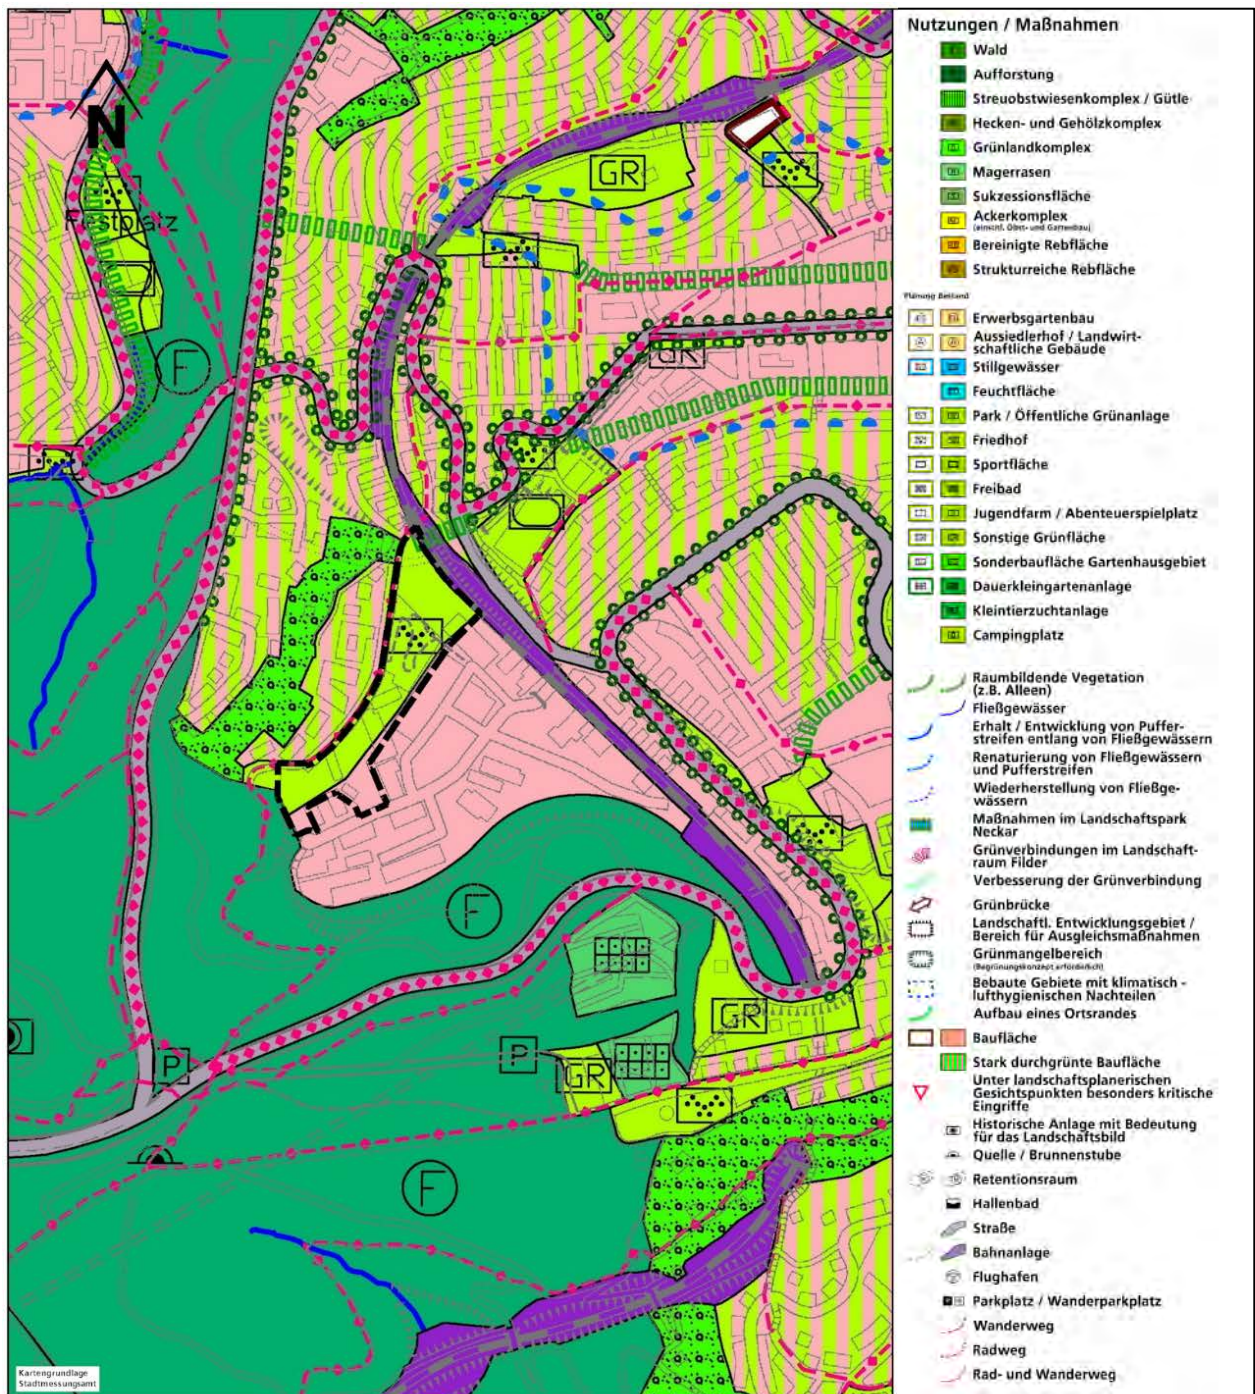 N
Festplatz
F
GR
GR
F
P
P
GR
GR
F
Kartengrundlage
Stadtmessungsamt
Nutzungen / Maßnahmen
Wald
Aufforstung
Streuobstwiesenkomplex / Gütle
Hecken- und Gehölzkomplex
Grünlandkomplex
Magerrasen
Sukzessionsfläche
Ackerkomplex
(einschl. Obst- und Gartenbau)
Bereinigte Rebfläche
Strukturreiche Rebfläche
Planung Bestand
Erwerbsgartenbau
Aussiedlerhof / Landwirt-
schaftliche Gebäude
Stillgewässer
Feuchtfläche
Park / Öffentliche Grünanlage
Friedhof
Sportfläche
Freibad
Jugendfarm / Abenteuerspielplatz
Sonstige Grünfläche
Sonderbaufläche Gartenhausgebiet
Dauerkleingartenanlage
Kleintierzuchtanlage
Campingplatz
Raumbildende Vegetation
(z.B. Alleen)
Fließgewässer
Erhalt / Entwicklung von Puffer-
streifen entlang von Fließgewässern
Renaturierung von Fließgewässern
und Pufferstreifen
Wiederherstellung von Fließge-
wässern
Maßnahmen im Landschaftspark
Neckar
Grünverbindungen im Landschaft-
raum Filder
Verbesserung der Grünverbindung
Grünbrücke
Landschaftl. Entwicklungsgebiet /
Bereich für Ausgleichsmaßnahmen
Grünmangelbereich
(Begrünungskonzept erforderlich)
Bebaute Gebiete mit klimatisch -
lufthygienischen Nachteilen
Aufbau eines Ortsrandes
Baufläche
Stark durchgrünte Baufläche
Unter landschaftsplanerischen
Gesichtspunkten besonders kritische
Eingriffe
Historische Anlage mit Bedeutung
für das Landschaftsbild
Quelle / Brunnenstube
Retentionsraum
Hallenbad
Straße
Bahnanlage
Flughafen
Parkplatz / Wanderparkplatz
Wanderweg
Radweg
Rad- und Wanderweg